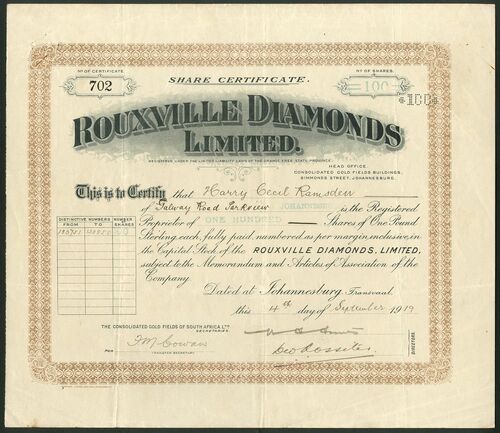 Nº OF CERTIFICATE.
702
SHARE CERTIFICATE.
Nº OF SHARES.
=100=
*100*
ROUXVILLE DIAMONDS
LIMITED.
REGISTERED UNDER THE LIMITED LIABILITY LAWS OF THE ORANGE FREE STATE PROVINCE.
HEAD OFFICE.
CONSOLIDATED GOLD FIELDS BUILDINGS,
SIMMONDS STREET, JOHANNESBURG.
This is to Certify that Harry Cecil Ramsden
Galway Road Parkview JOHANNESBURG is the Registered
Proprietor of ONE HUNDRED Shares of One Pound
Sterling each, fully paid, numbered as per margin, inclusive in
the Capital Stock of the ROUXVILLE DIAMONDS, LIMITED,
subject to the Memorandum and Articles of Association of the
Company.
DISTINCTIVE NUMBERS NUMBER OF SHARES
FROM TO
Dated at Johannesburg, Transvaal,
this 4th day of September 1919
THE CONSOLIDATED GOLD FIELDS OF SOUTH AFRICA LTD
SECRETARIES.
PER
TRANSFER SECRETARY
Geo Rossiter
DIRECTORS.